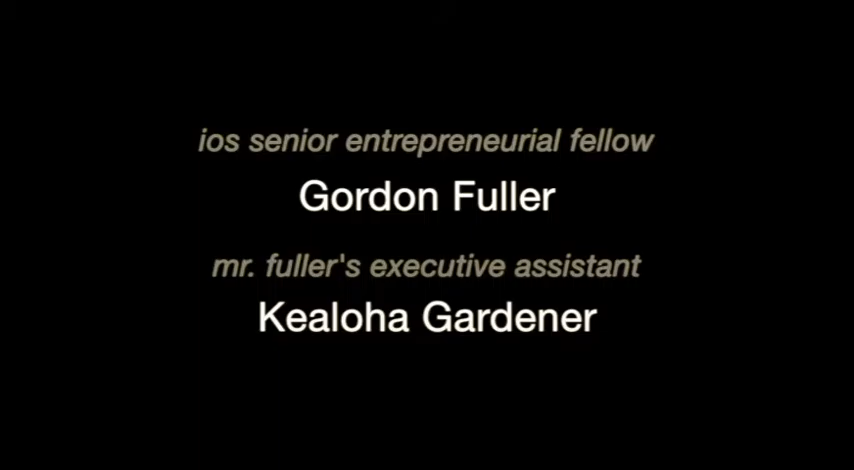 ios senior entrepreneurial fellow
Gordon Fuller
mr. fuller's executive assistant
Kealoha Gardener